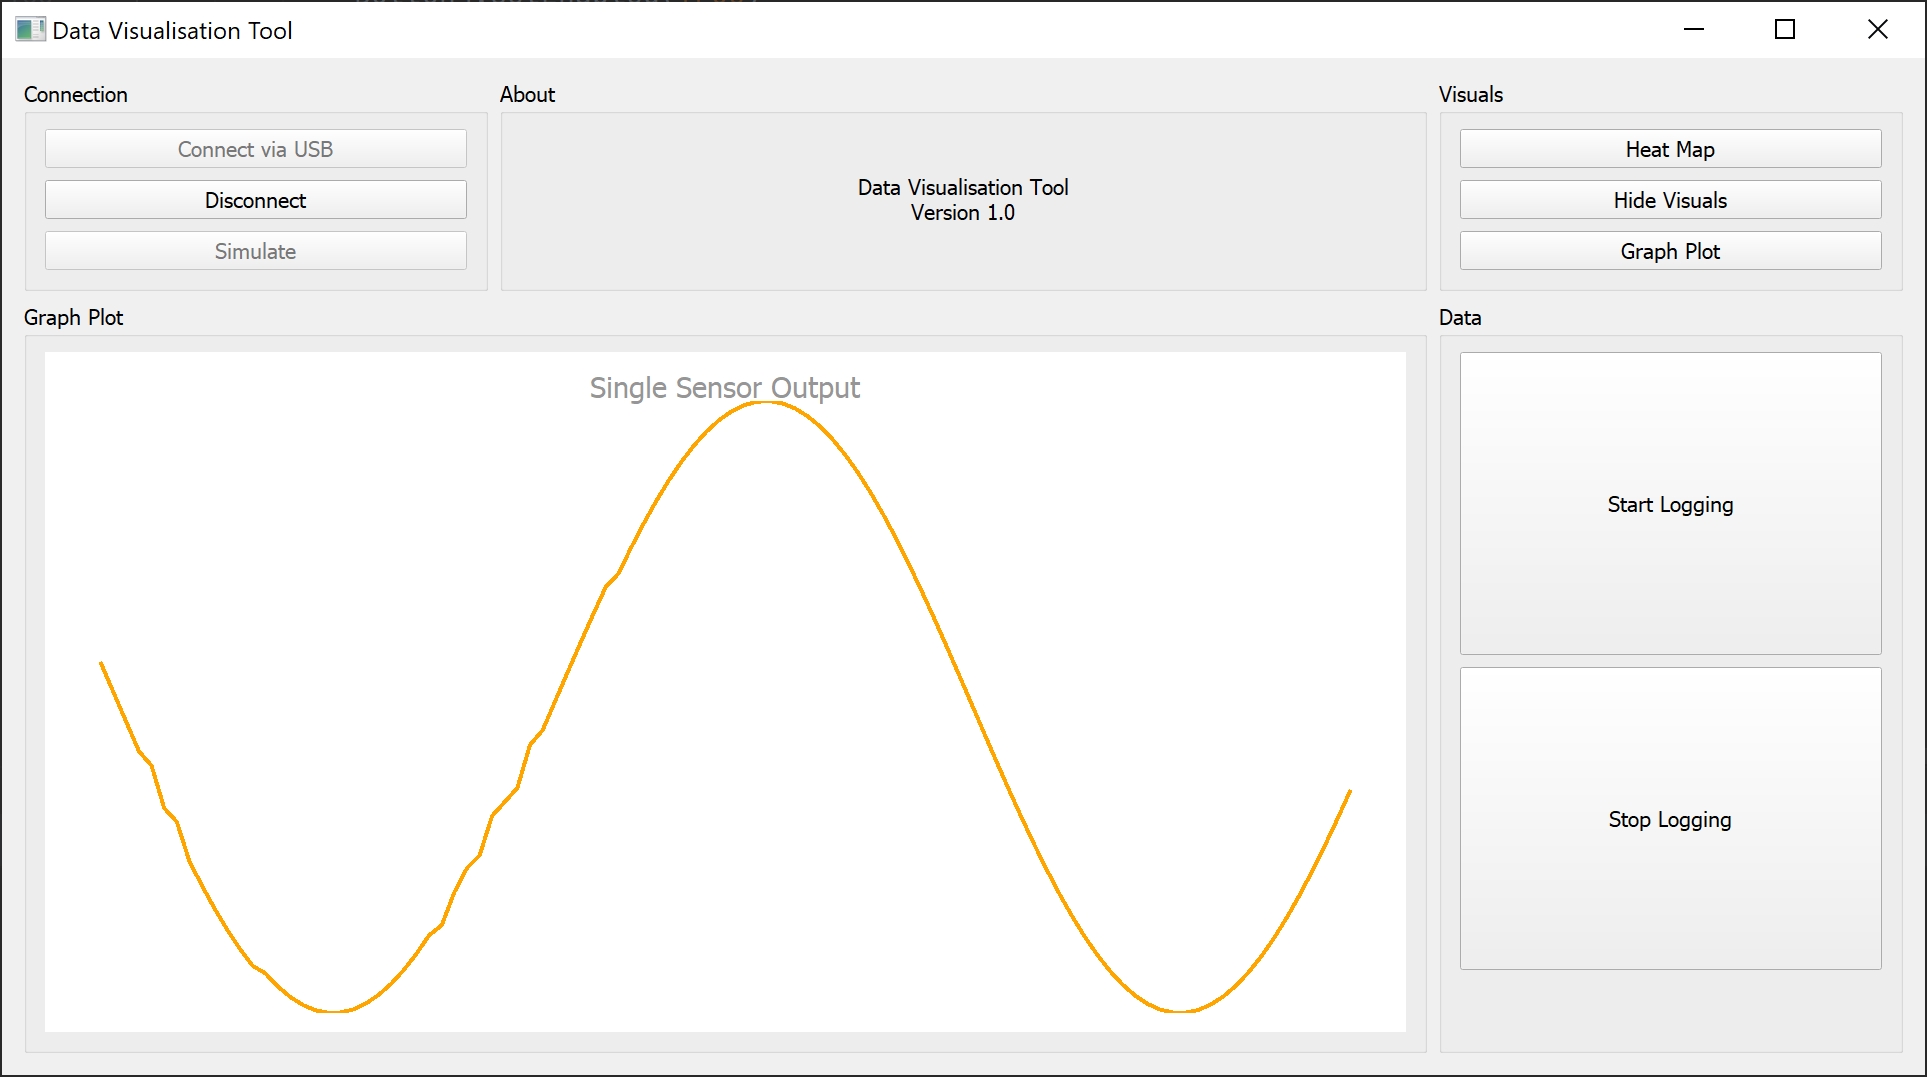 Data Visualisation Tool
Connection
Connect via USB
Disconnect
Simulate
About
Data Visualisation Tool
Version 1.0
Visuals
Heat Map
Hide Visuals
Graph Plot
Graph Plot
Single Sensor Output
Data
Start Logging
Stop Logging